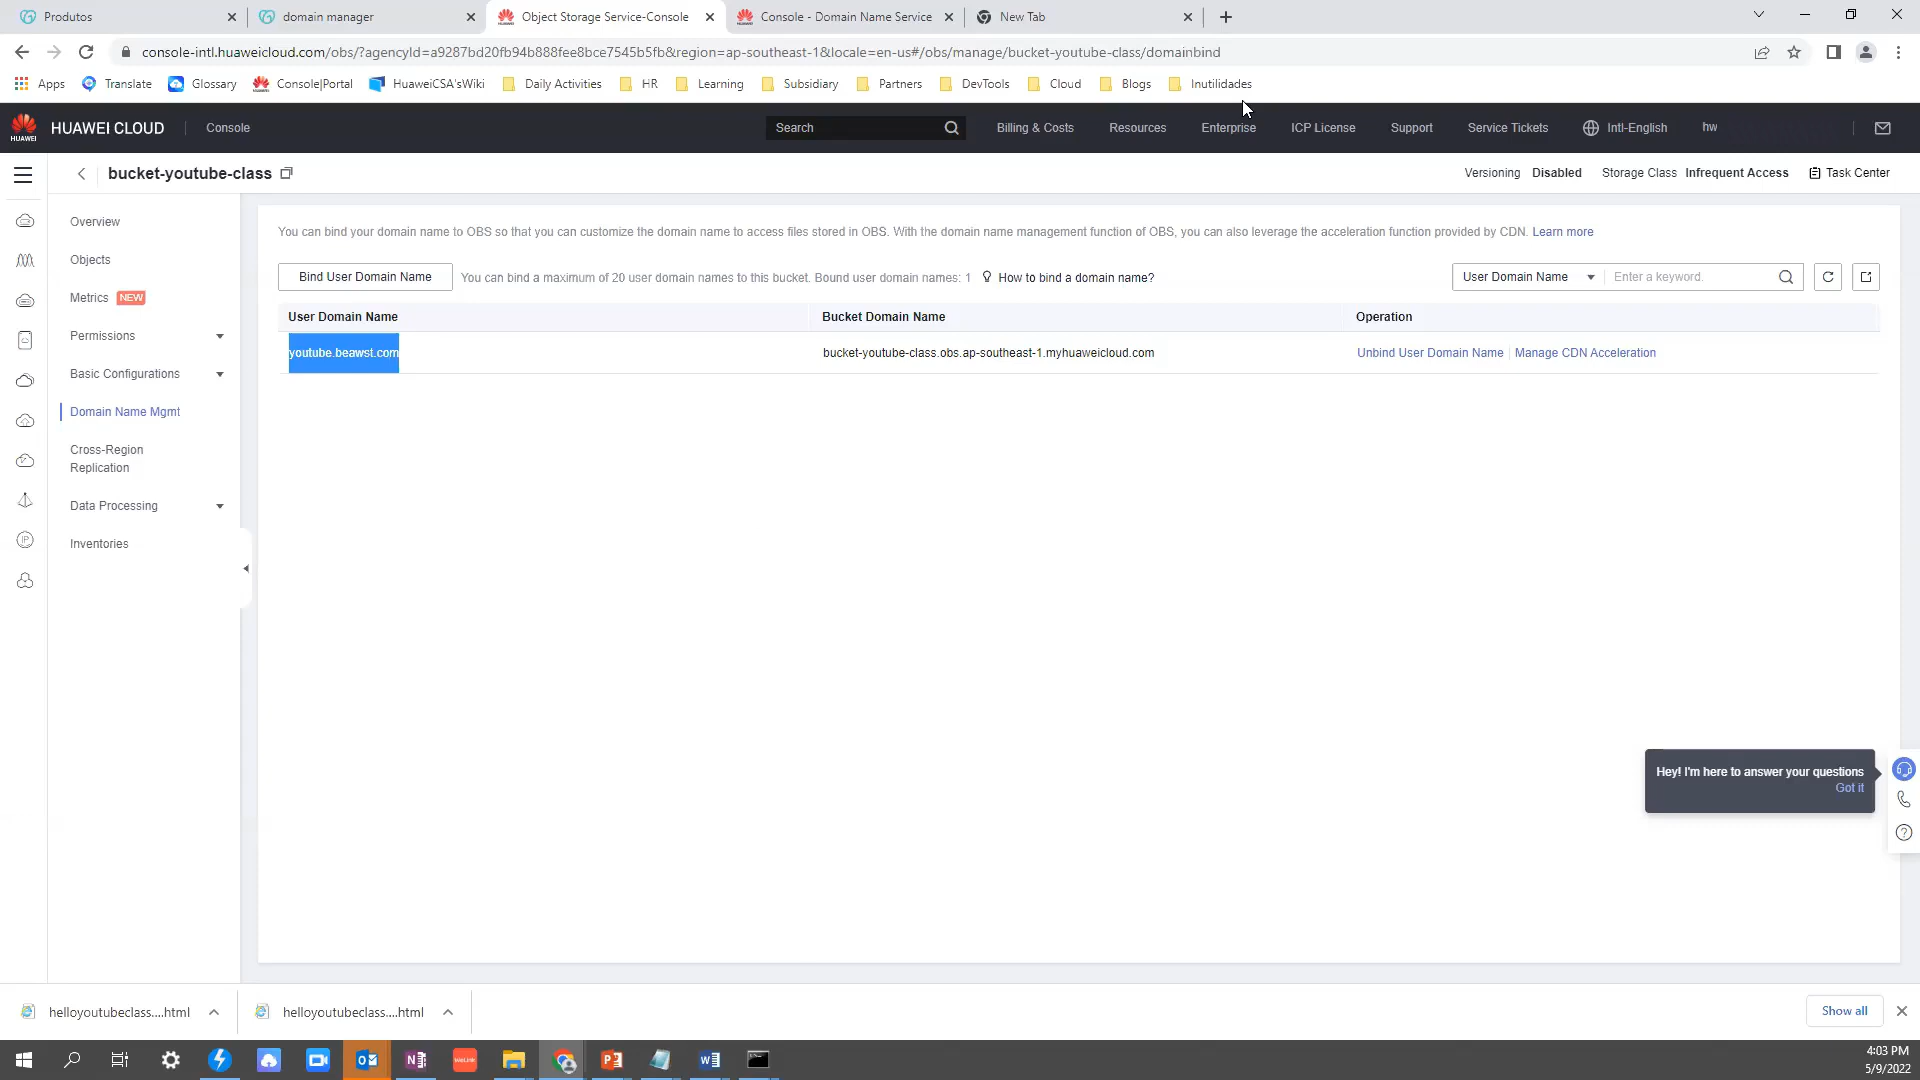 Produtos
domain manager
Object Storage Service-Console
Console - Domain Name Service
New Tab
console-intl.huaweicloud.com/obs/?agencyId=a9287bd20fb94b888fee8bce7545b5fb&region=ap-southeast-1&locale=en-us#/obs/manage/bucket-youtube-class/domainbind
Apps
Translate
Glossary
Console|Portal
HuaweiCSA'sWiki
Daily Activities
HR
Learning
Subsidiary
Partners
DevTools
Cloud
Blogs
Inutilidades
HUAWEI
HUAWEI CLOUD
Console
Search
Billing & Costs
Resources
Enterprise
ICP License
Support
Service Tickets
Intl-English
hw
bucket-youtube-class
Versioning Disabled
Storage Class Infrequent Access
Task Center
Overview
Objects
Metrics NEW
Permissions
Basic Configurations
Domain Name Mgmt
Cross-Region
Replication
Data Processing
Inventories
You can bind your domain name to OBS so that you can customize the domain name to access files stored in OBS. With the domain name management function of OBS, you can also leverage the acceleration function provided by CDN. Learn more
Bind User Domain Name
You can bind a maximum of 20 user domain names to this bucket. Bound user domain names: 1
How to bind a domain name?
User Domain Name
Enter a keyword.
User Domain Name
Bucket Domain Name
Operation
youtube.beawst.com
bucket-youtube-class.obs.ap-southeast-1.myhuaweicloud.com
Unbind User Domain Name
Manage CDN Acceleration
IP
Hey! I'm here to answer your questions
Got it
helloyoutubeclass....html
helloyoutubeclass....html
Show all
4:03 PM
5/9/2022